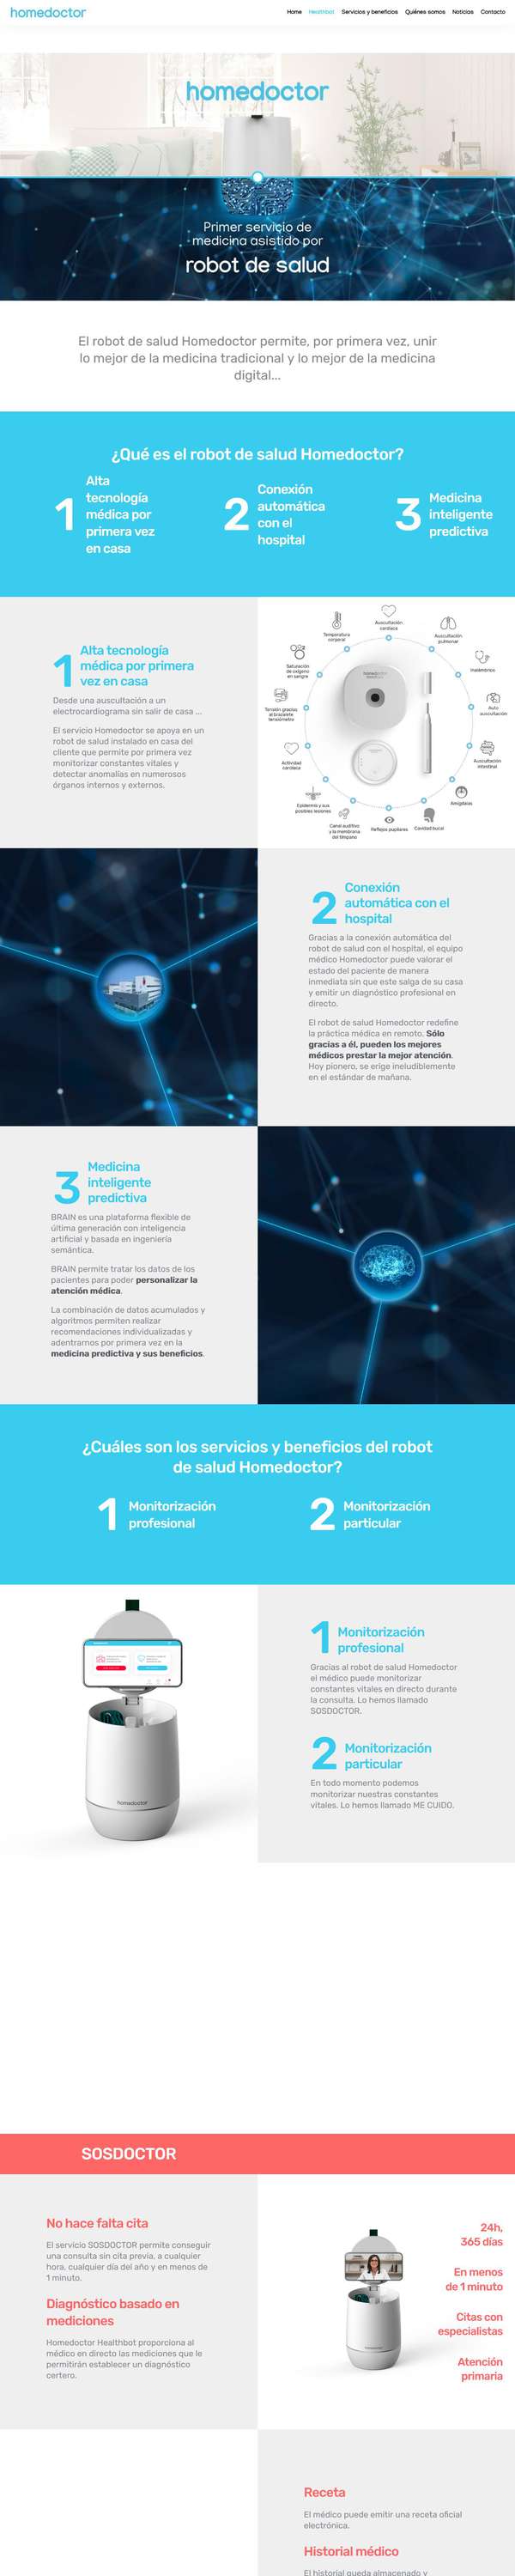 homedoctor
Home Healthbot Servicios y beneficios Quiénes somos Noticias Contacto
homedoctor
Primer servicio de
medicina asistido por
robot de salud
El robot de salud Homedoctor permite, por primera vez, unir
lo mejor de la medicina tradicional y lo mejor de la medicina
digital...
¿Qué es el robot de salud Homedoctor?
1
Alta
tecnología
médica por
primera vez
en casa
2
Conexión
automática
con el
hospital
3
Medicina
inteligente
predictiva
1
Alta tecnología
médica por primera
vez en casa
Desde una auscultación a un
electrocardiograma sin salir de casa ...
El servicio Homedoctor se apoya en un
robot de salud instalado en casa del
cliente que permite por primera vez
monitorizar constantes vitales y
detectar anomalías en numerosos
órganos internos y externos.
Auscultación
cardiaca
Temperatura
corporal
Auscultación
pulmonar
Saturación
de oxígeno
en sangre
Inalámbrico
Tensión gracias
al brazalete
tensiómetro
Auto
auscultación
Actividad
cardiaca
Auscultación
intestinal
Epidermis y sus
posibles lesiones
Amígdalas
Canal auditivo
y la membrana
del tímpano
Reflejos pupilares
Cavidad bucal
homedoctor
2
Conexión
automática con el
hospital
Gracias a la conexión automática del
robot de salud con el hospital, el equipo
médico Homedoctor puede valorar el
estado del paciente de manera
inmediata sin que este salga de su casa
y emitir un diagnóstico profesional en
directo.
El robot de salud Homedoctor redefine
la práctica médica en remoto. Sólo
gracias a él, pueden los mejores
médicos prestar la mejor atención.
Hoy pionero, se erige ineludiblemente
en el estándar de mañana.
3
Medicina
inteligente
predictiva
BRAIN es una plataforma flexible de
última generación con inteligencia
artificial y basada en ingeniería
semántica.
BRAIN permite tratar los datos de los
pacientes para poder personalizar la
atención médica.
La combinación de datos acumulados y
algoritmos permiten realizar
recomendaciones individualizadas y
adentrarnos por primera vez en la
medicina predictiva y sus beneficios.
¿Cuáles son los servicios y beneficios del robot
de salud Homedoctor?
1
Monitorización
profesional
2
Monitorización
particular
homedoctor
1
Monitorización
profesional
Gracias al robot de salud Homedoctor
el médico puede monitorizar
constantes vitales en directo durante
la consulta. Lo hemos llamado
SOSDOCTOR.
2
Monitorización
particular
En todo momento podemos
monitorizar nuestras constantes
vitales. Lo hemos llamado ME CUIDO.
SOSDOCTOR
No hace falta cita
El servicio SOSDOCTOR permite conseguir
una consulta sin cita previa, a cualquier
hora, cualquier día del año y en menos de
1 minuto.
Diagnóstico basado en
mediciones
Homedoctor Healthbot proporciona al
médico en directo las mediciones que le
permitirán establecer un diagnóstico
certero.
24h,
365 días
En menos
de 1 minuto
Citas con
especialistas
Atención
primaria
Receta
El médico puede emitir una receta oficial
electrónica.
Historial médico
El historial queda almacenado y